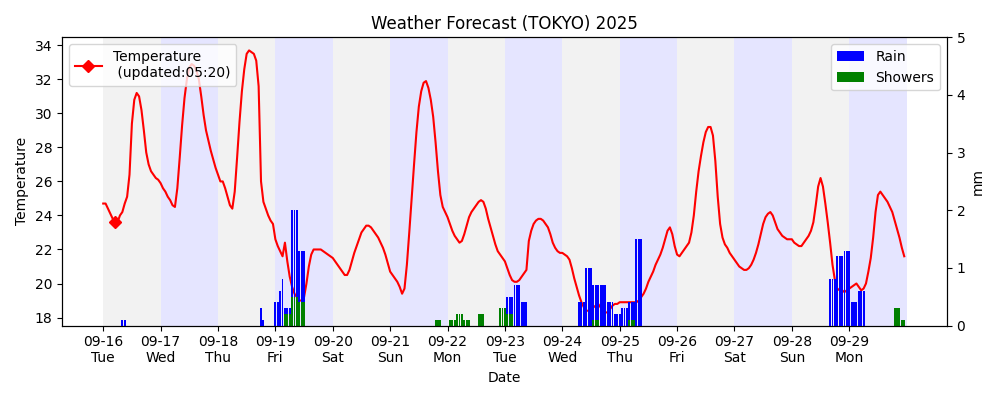 Weather Forecast (TOKYO) 2025
Temperature
(updated:05:20)
Rain
Showers
Temperature
34
32
30
28
26
24
22
20
18
5
4
3
2
1
0
mm
09-16 09-17 09-18 09-19 09-20 09-21 09-22 09-23 09-24 09-25 09-26 09-27 09-28 09-29
Tue Wed Thu Fri Sat Sun Mon Tue Wed Thu Fri Sat Sun Mon
Date